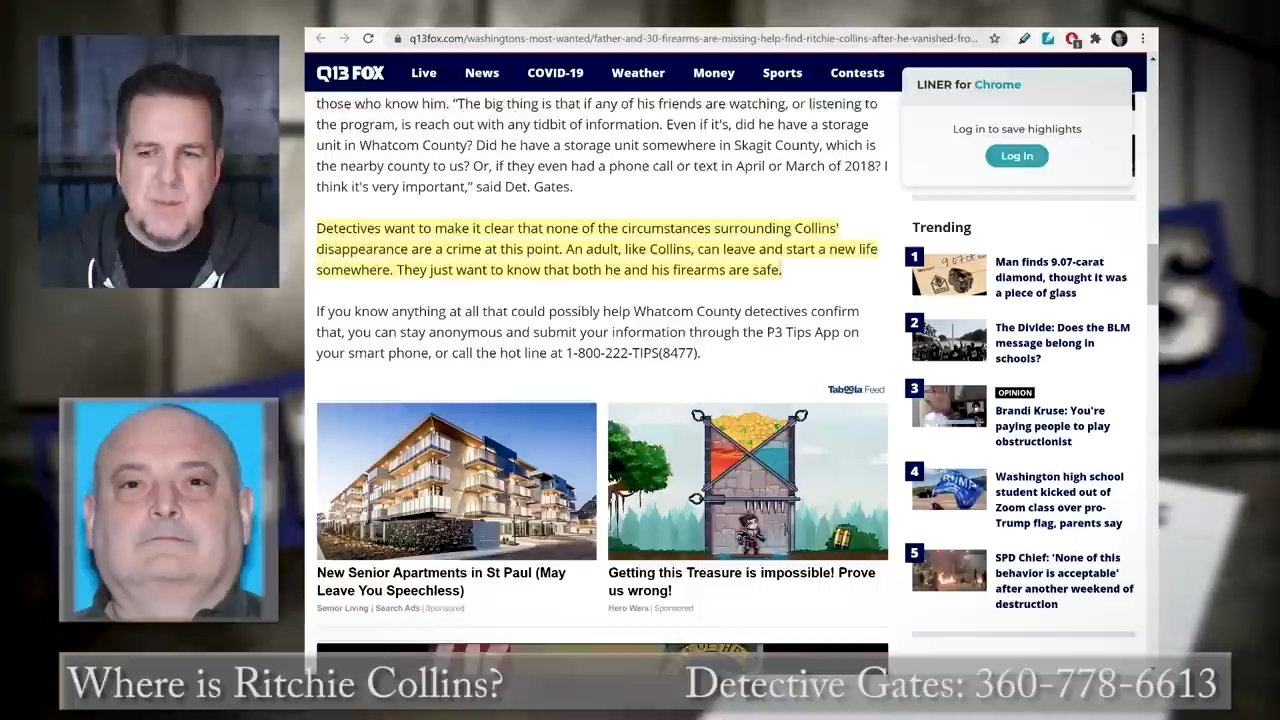 q13fox.com/washingtons-most-wanted/father-and-30-firearms-are-missing-help-find-ritchie-collins-after-he-vanished-fro...
Q13 FOX
Live
News
COVID-19
Weather
Money
Sports
Contests
those who know him. “The big thing is that if any of his friends are watching, or listening to
the program, is reach out with any tidbit of information. Even if it's, did he have a storage
unit in Whatcom County? Did he have a storage unit somewhere in Skagit County, which is
the nearby county to us? Or, if they even had a phone call or text in April or March of 2018? I
think it's very important,” said Det. Gates.
Detectives want to make it clear that none of the circumstances surrounding Collins'
disappearance are a crime at this point. An adult, like Collins, can leave and start a new life
somewhere. They just want to know that both he and his firearms are safe.
If you know anything at all that could possibly help Whatcom County detectives confirm
that, you can stay anonymous and submit your information through the P3 Tips App on
your smart phone, or call the hot line at 1-800-222-TIPS(8477).
Taboola Feed
New Senior Apartments in St Paul (May
Leave You Speechless)
Senior Living | Search Ads | Sponsored
Getting this Treasure is impossible! Prove
us wrong!
Hero Wars | Sponsored
LINER for Chrome
Log in to save highlights
Log In
Trending
1
Man finds 9.07-carat
diamond, thought it was
a piece of glass
2
The Divide: Does the BLM
message belong in
schools?
3
OPINION
Brandi Kruse: You're
paying people to play
obstructionist
4
Washington high school
student kicked out of
Zoom class over pro-
Trump flag, parents say
5
SPD Chief: 'None of this
behavior is acceptable'
after another weekend of
destruction
Where is Ritchie Collins?
Detective Gates: 360-778-6613